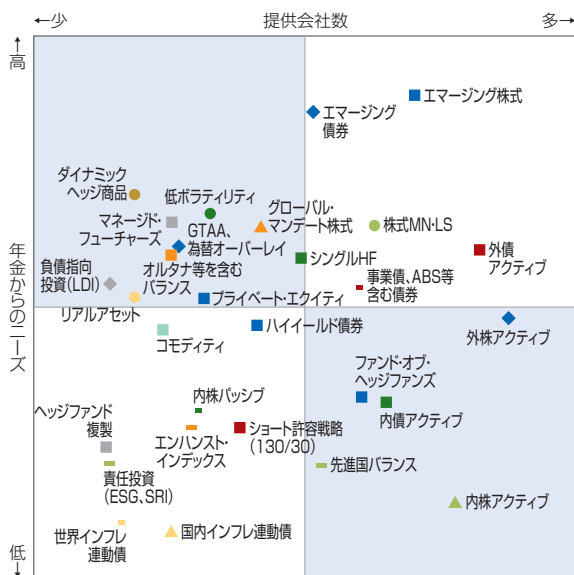 ←少 提供会社数 多→
↑
高
年金からのニーズ
低
↓
エマージング株式
エマージング
債券
ダイナミック
ヘッジ商品
低ボラティリティ
グローバル・
マンデート株式
株式MN・LS
マネージド・
フューチャーズ
GTAA、
為替オーバーレイ
外債
アクティブ
シングルHF
オルタナ等を含む
バランス
負債指向
投資(LDI)
事業債、ABS等
含む債券
リアルアセット
プライベート・エクイティ
コモディティ
ハイイールド債券
外株アクティブ
ファンド・オブ・
ヘッジファンズ
内債アクティブ
内株パッシブ
ヘッジファンド
複製
エンハンスト・
インデックス
ショート許容戦略
(130/30)
責任投資
(ESG、SRI)
先進国バランス
内株アクティブ
世界インフレ
連動債
国内インフレ連動債